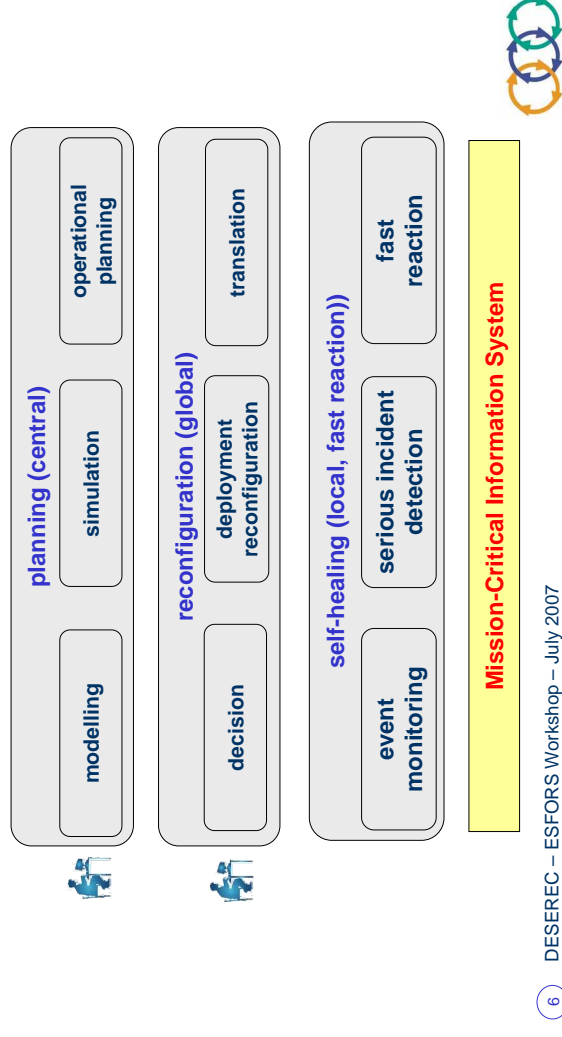 planning (central)
modelling
simulation
operational
planning
reconfiguration (global)
decision
deployment
reconfiguration
translation
self-healing (local, fast reaction))
event
monitoring
serious incident
detection
fast
reaction
Mission-Critical Information System
6
DESEREC – ESFORS Workshop – July 2007